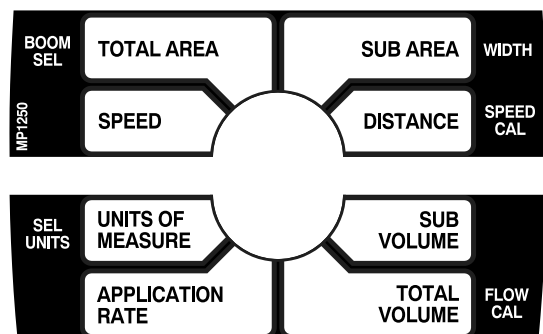 BOOM
SEL
TOTAL AREA
SUB AREA
WIDTH
MP1250
SPEED
DISTANCE
SPEED
CAL
SEL
UNITS
UNITS OF
MEASURE
SUB
VOLUME
APPLICATION
RATE
TOTAL
VOLUME
FLOW
CAL